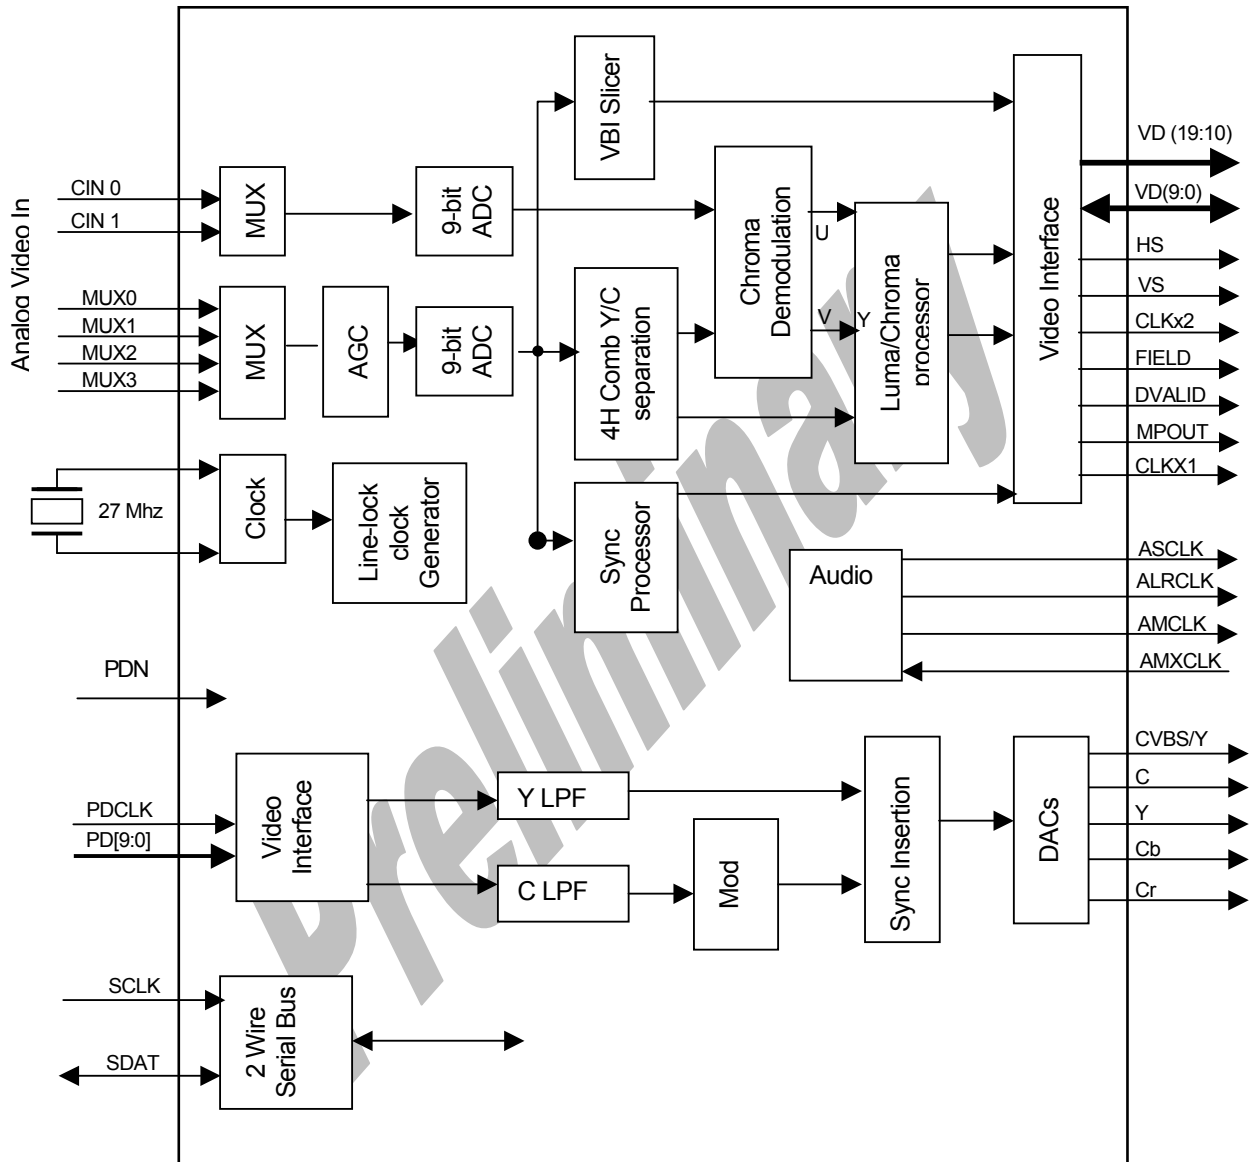 Analog Video In
CIN 0
CIN 1
MUX
9-bit
ADC
MUX0
MUX1
MUX2
MUX3
MUX
AGC
9-bit
ADC
27 Mhz
Clock
Line-lock
clock
Generator
VBI Slicer
4H Comb Y/C
separation
Sync
Processor
Chroma
Demodulation
U
V
Y
Luma/Chroma
processor
Video Interface
VD (19:10)
VD(9:0)
HS
VS
CLKx2
FIELD
DVALID
MPOUT
CLKX1
Audio
ASCLK
ALRCLK
AMCLK
AMXCLK
PDN
PDCLK
PD[9:0]
Video
Interface
Y LPF
C LPF
Mod
Sync Insertion
DACs
CVBS/Y
C
Y
Cb
Cr
SCLK
SDAT
2 Wire
Serial Bus
Preliminary